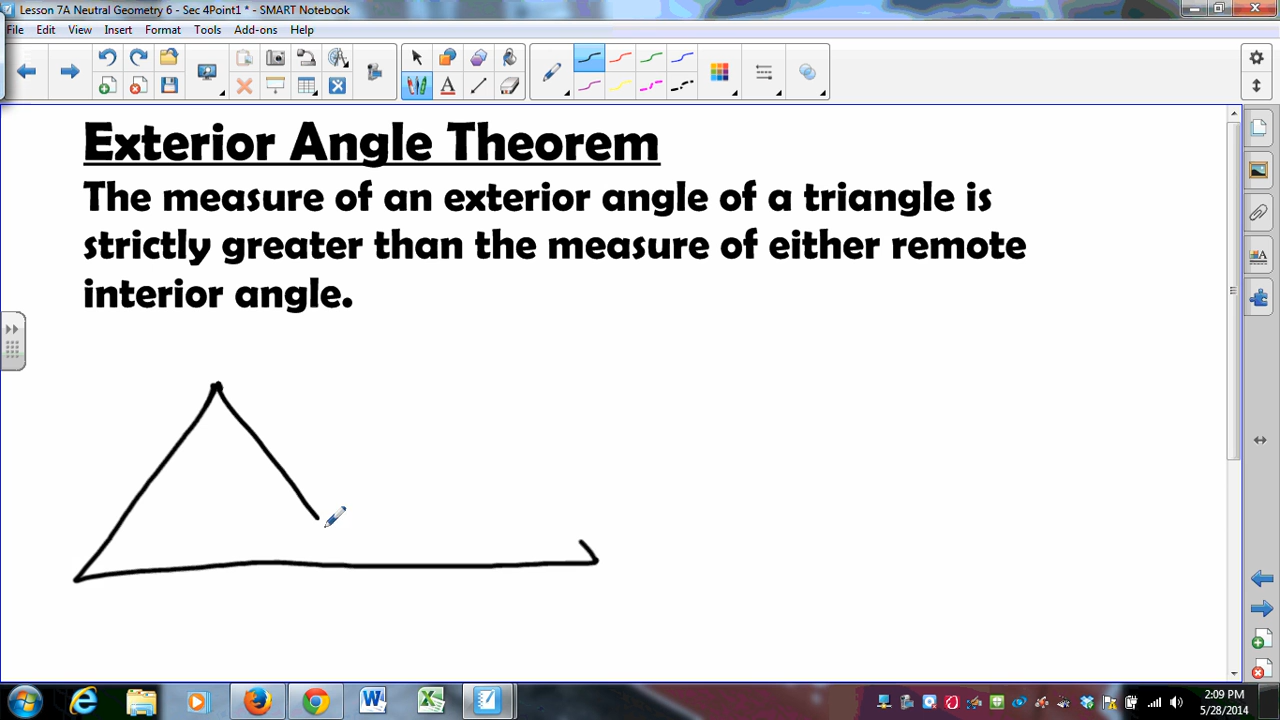 Lesson 7A Neutral Geometry 6 - Sec 4Point1 * - SMART Notebook
File Edit View Insert Format Tools Add-ons Help
Exterior Angle Theorem
The measure of an exterior angle of a triangle is
strictly greater than the measure of either remote
interior angle.
2:09 PM
5/28/2014